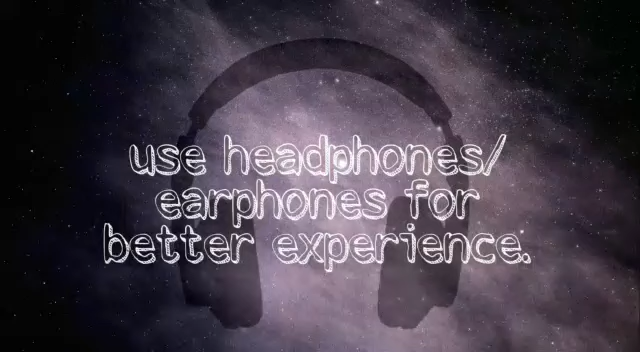 use headphones/
earphones for
better experience.